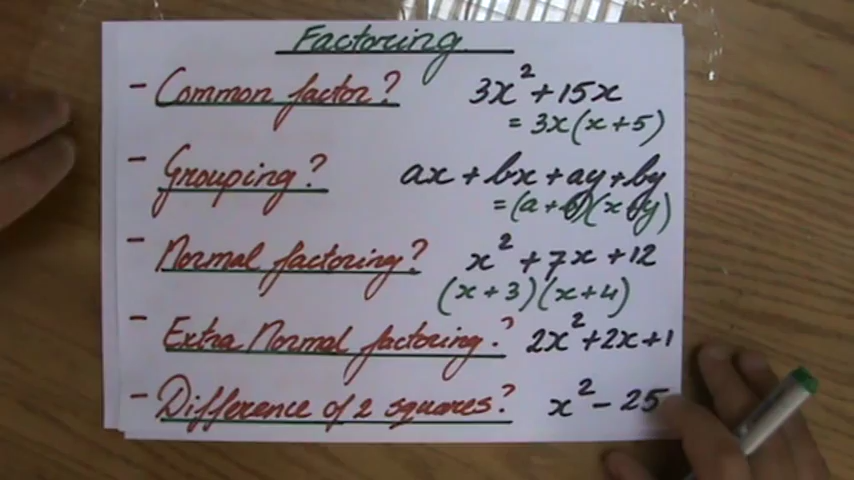 Factoring
- Common factor? 3x² + 15x
= 3x(x+5)
- Grouping? ax + bx + ay + by
= (a+b)(x+y)
- Normal factoring? x² + 7x + 12
(x+3)(x+4)
- Extra Normal factoring? 2x² + 2x + 1
- Difference of 2 squares? x² - 25